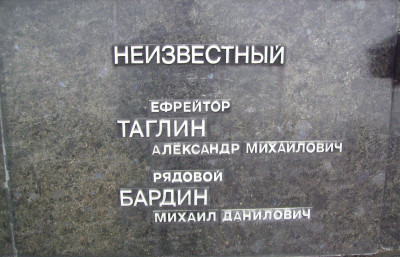 НЕИЗВЕСТНЫЙ
ЕФРЕЙТОР
ТАГЛИН
АЛЕКСАНДР МИХАЙЛОВИЧ
РЯДОВОЙ
БАРДИН
МИХАИЛ ДАНИЛОВИЧ